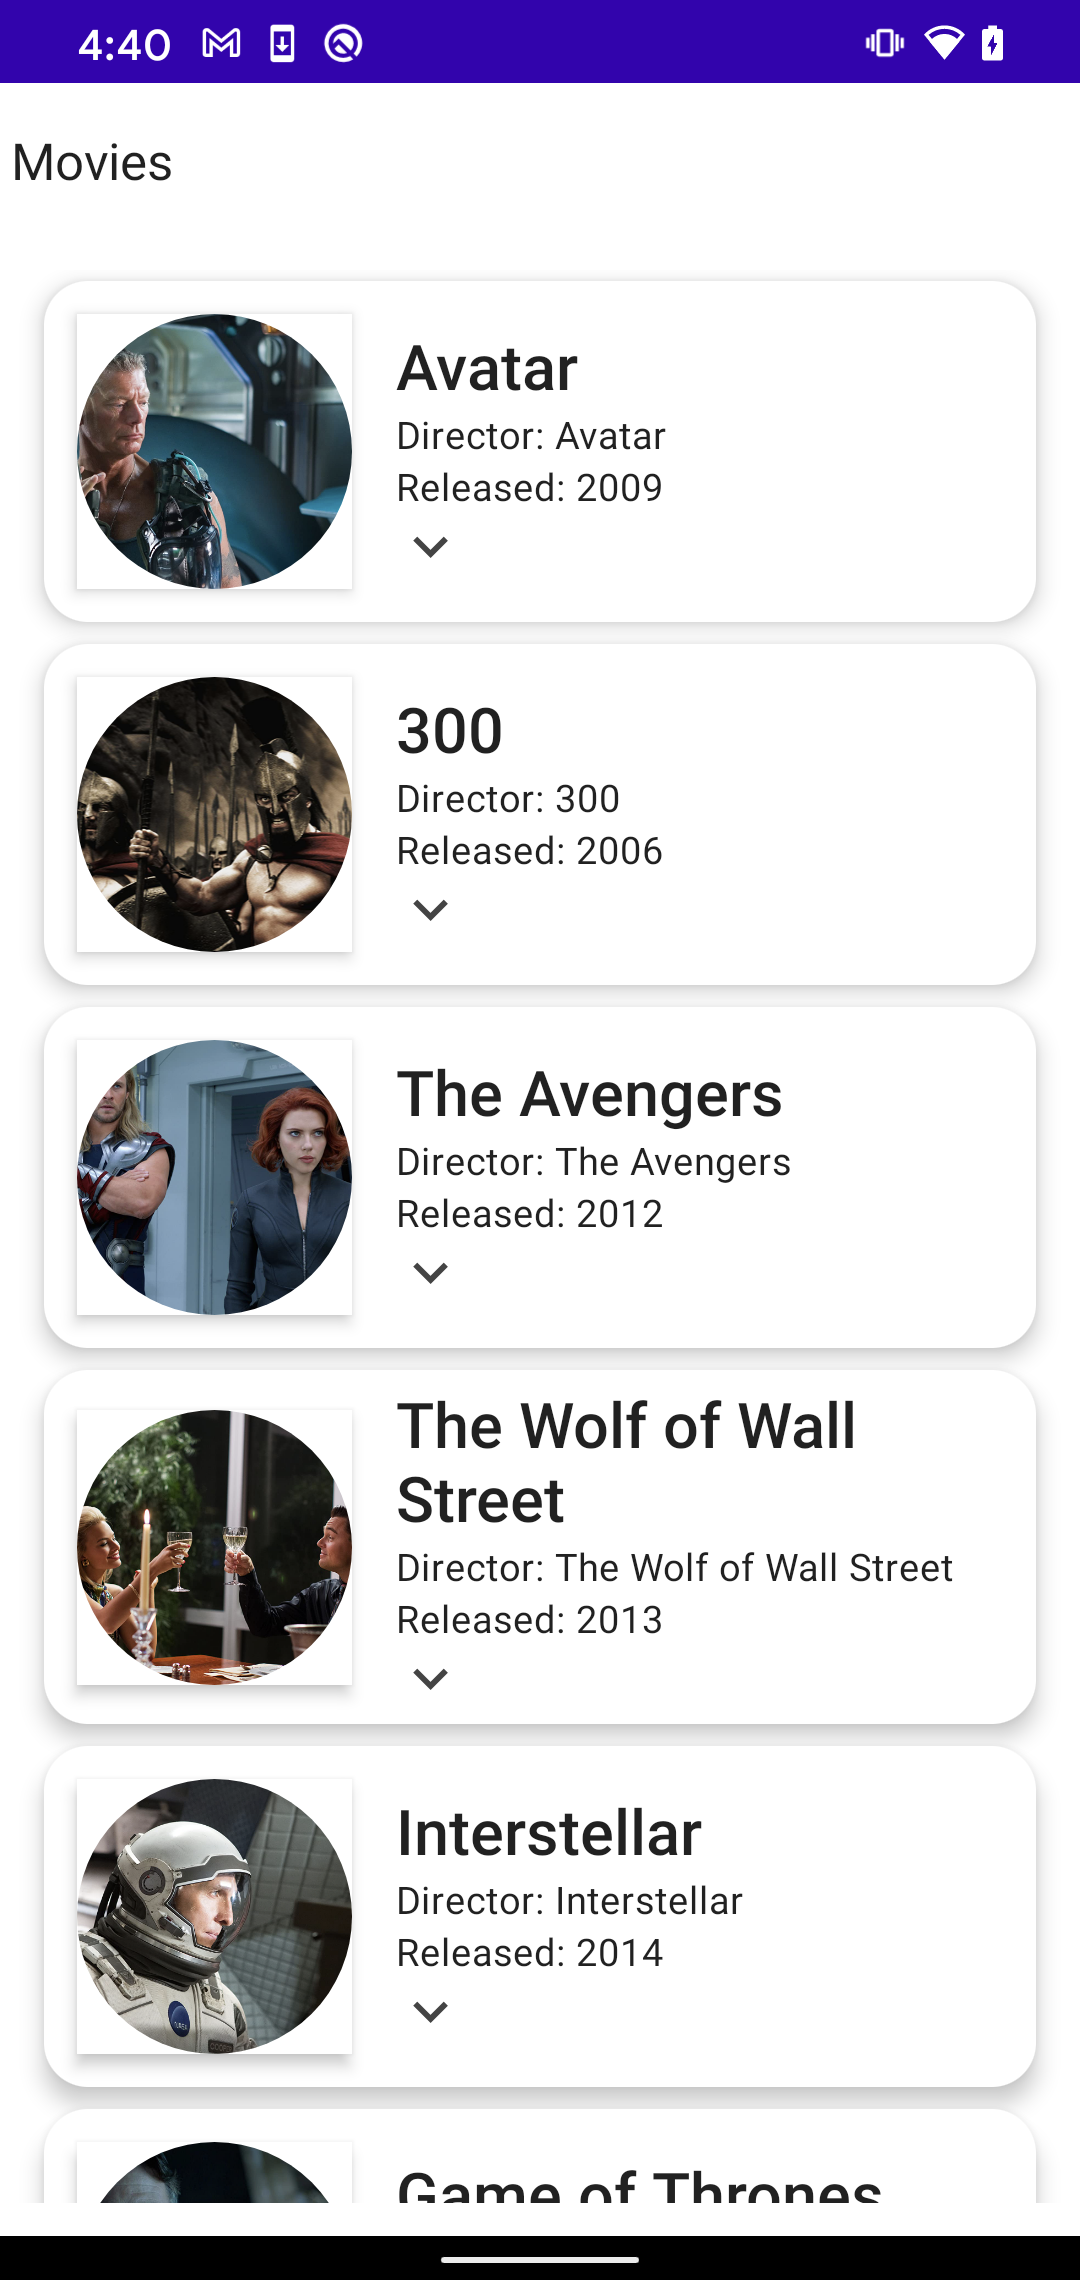 4:40
Movies
Avatar
Director: Avatar
Released: 2009
300
Director: 300
Released: 2006
The Avengers
Director: The Avengers
Released: 2012
The Wolf of Wall
Street
Director: The Wolf of Wall Street
Released: 2013
Interstellar
Director: Interstellar
Released: 2014
Game of Thrones